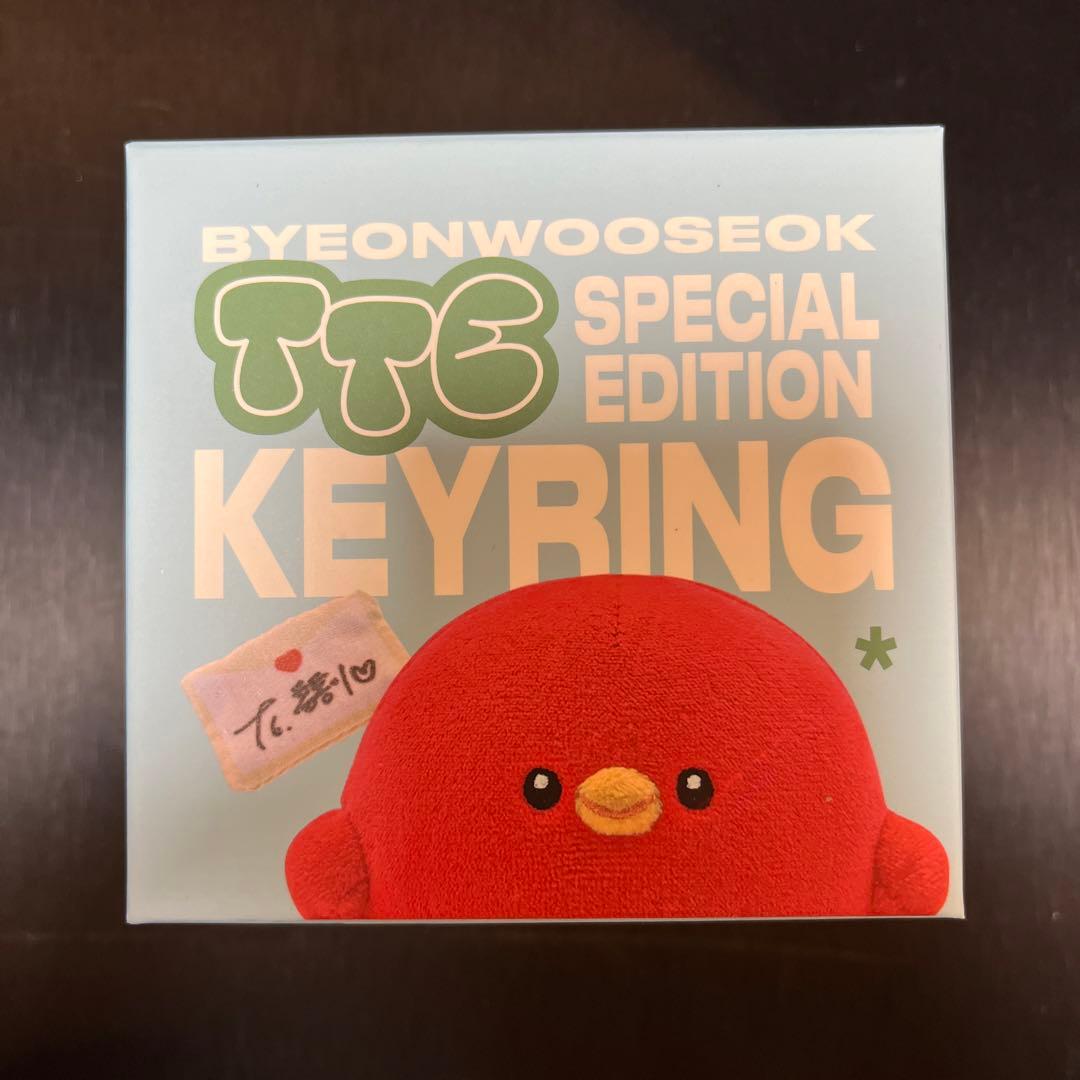 BYEONWOOSEOK
TTE SPECIAL
EDITION
KEYRING
*
To.